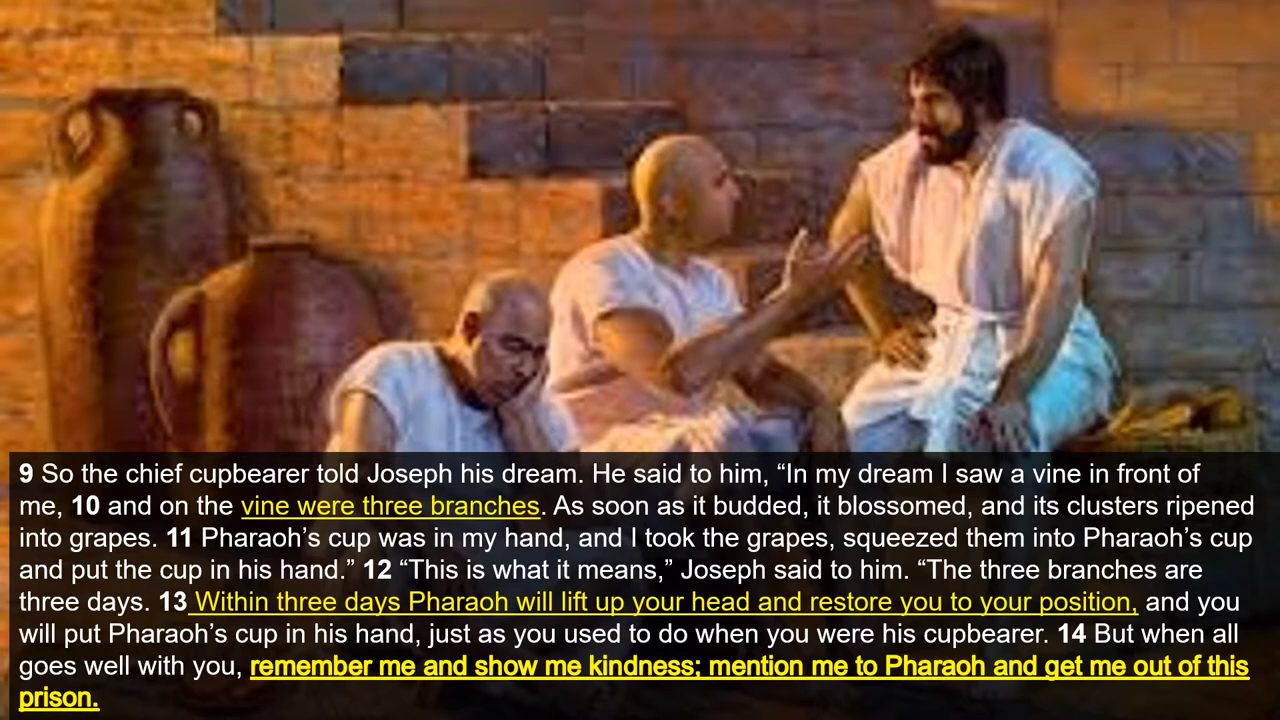 9 So the chief cupbearer told Joseph his dream. He said to him, “In my dream I saw a vine in front of
me, 10 and on the vine were three branches. As soon as it budded, it blossomed, and its clusters ripened
into grapes. 11 Pharaoh’s cup was in my hand, and I took the grapes, squeezed them into Pharaoh’s cup
and put the cup in his hand.” 12 “This is what it means,” Joseph said to him. “The three branches are
three days. 13 Within three days Pharaoh will lift up your head and restore you to your position, and you
will put Pharaoh’s cup in his hand, just as you used to do when you were his cupbearer. 14 But when all
goes well with you, remember me and show me kindness; mention me to Pharaoh and get me out of this
prison.